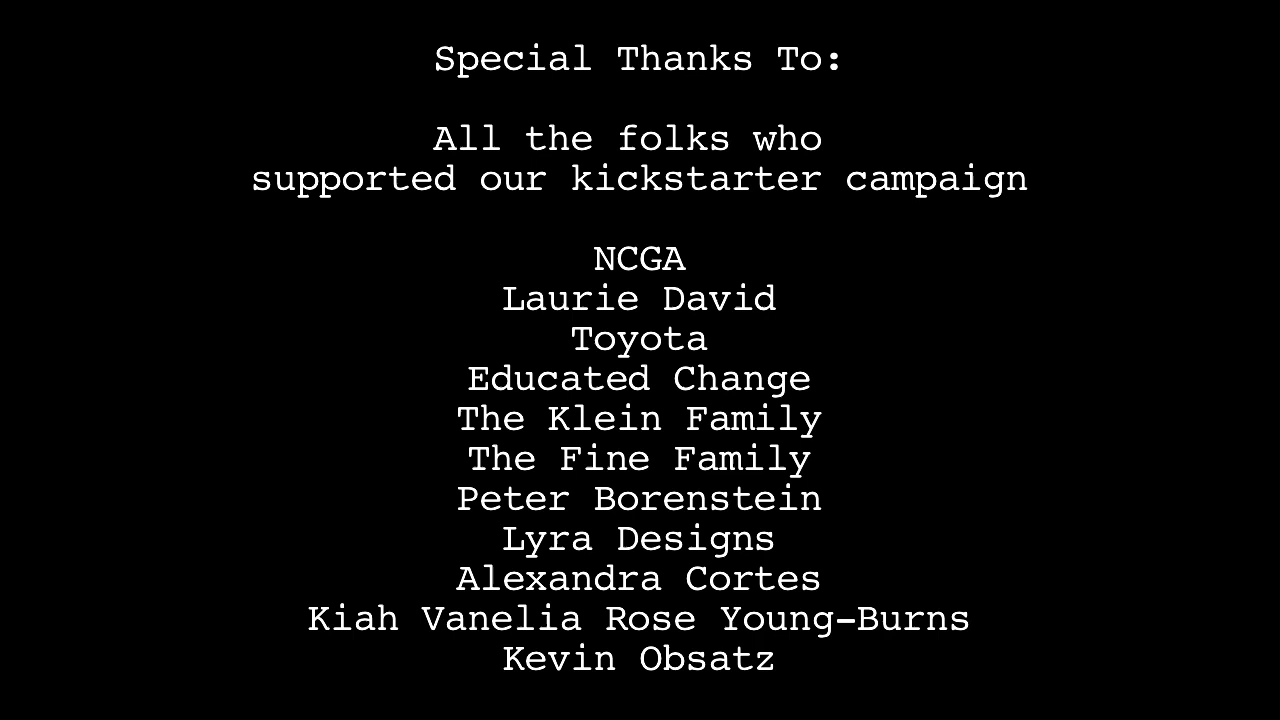 Special Thanks To:
All the folks who
supported our kickstarter campaign
NCGA
Laurie David
Toyota
Educated Change
The Klein Family
The Fine Family
Peter Borenstein
Lyra Designs
Alexandra Cortes
Kiah Vanelia Rose Young-Burns
Kevin Obsatz